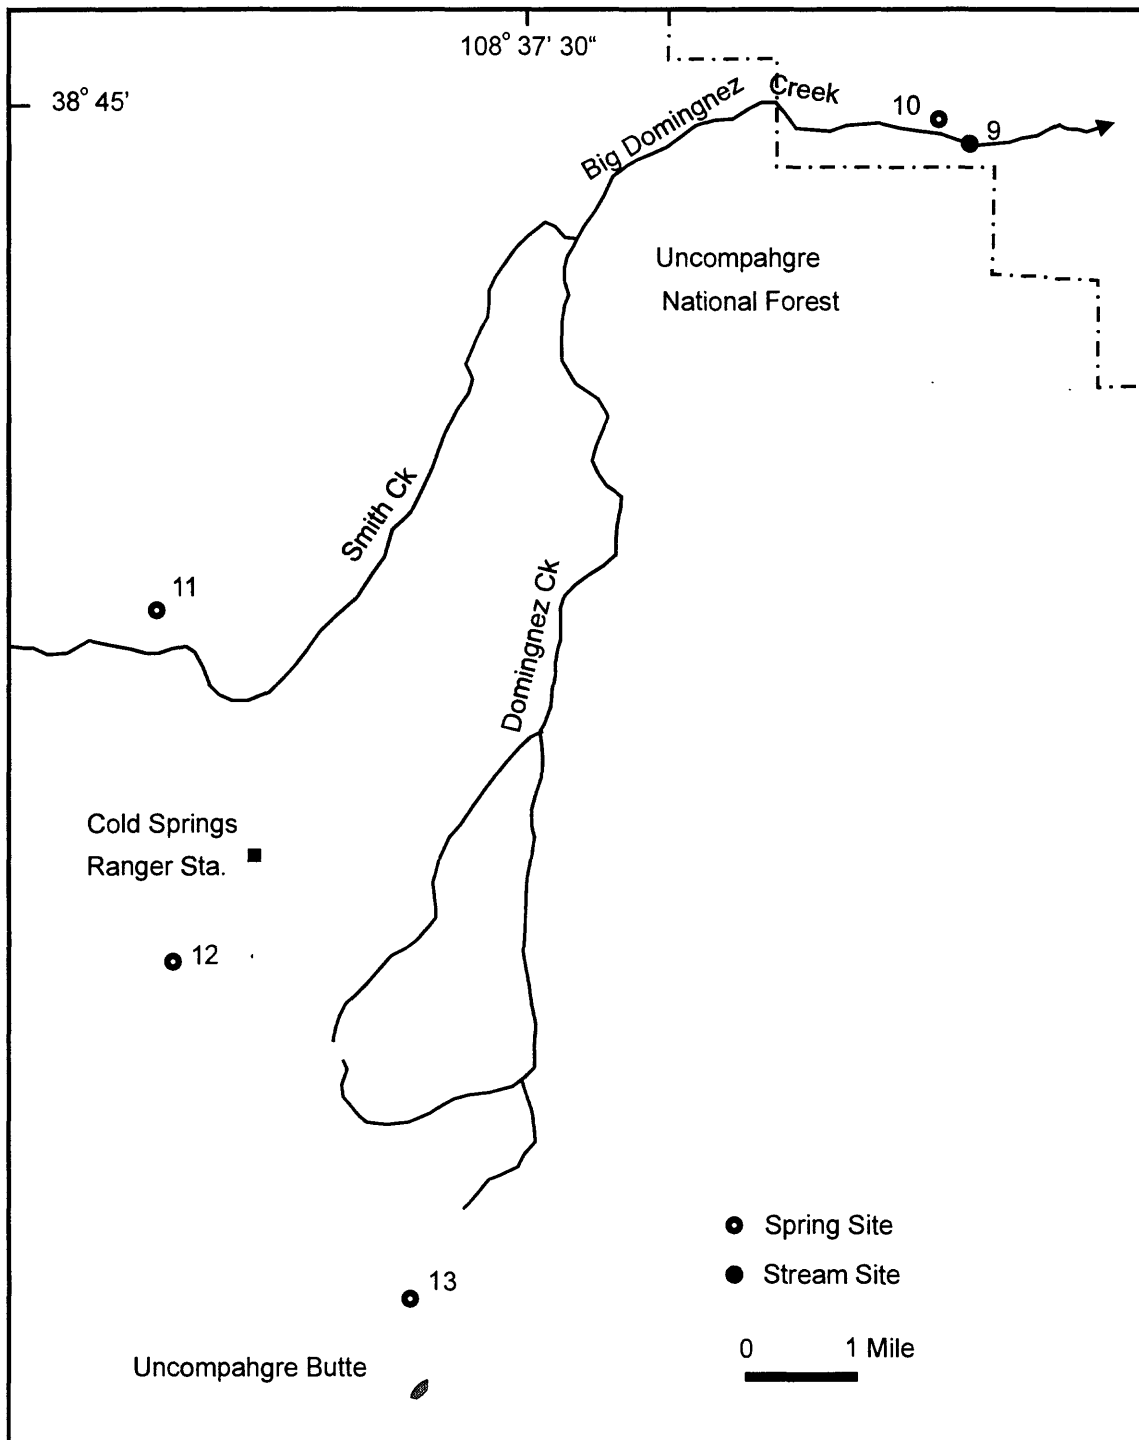 108° 37' 30"
38° 45'
Big Domingnez Creek
10
9
Uncompahgre
National Forest
Smith Ck
11
Domingnez Ck
Cold Springs
Ranger Sta.
12
Spring Site
Stream Site
13
0 1 Mile
Uncompahgre Butte